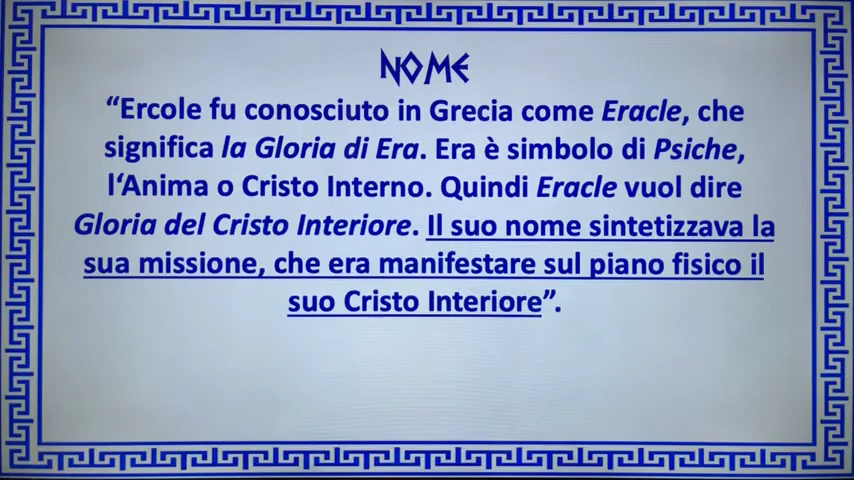 NOME
“Ercole fu conosciuto in Grecia come Eracle, che
significa la Gloria di Era. Era è simbolo di Psiche,
l‘Anima o Cristo Interno. Quindi Eracle vuol dire
Gloria del Cristo Interiore. Il suo nome sintetizzava la
sua missione, che era manifestare sul piano fisico il
suo Cristo Interiore”.